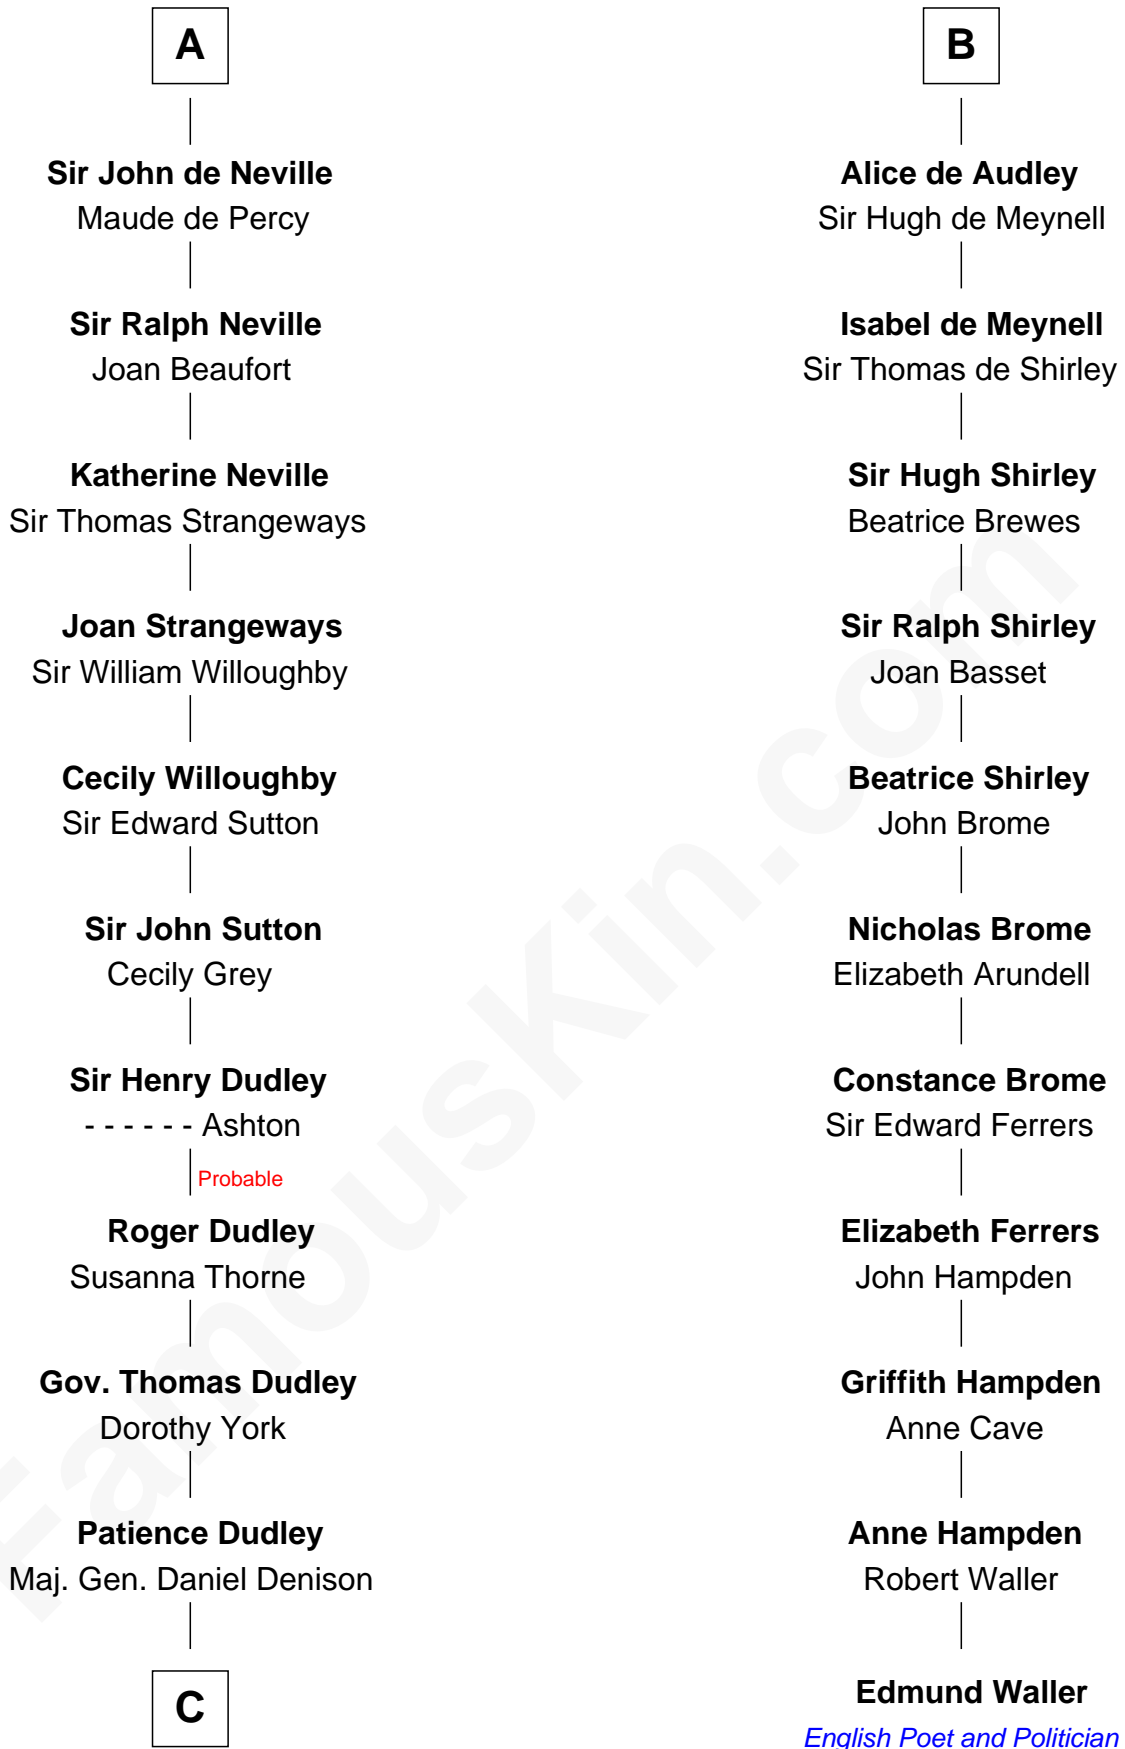 A
Sir John de Neville
Maude de Percy
Sir Ralph Neville
Joan Beaufort
Katherine Neville
Sir Thomas Strangeways
Joan Strangeways
Sir William Willoughby
Cecily Willoughby
Sir Edward Sutton
Sir John Sutton
Cecily Grey
Sir Henry Dudley
- - - - - - Ashton
Probable
Roger Dudley
Susanna Thorne
Gov. Thomas Dudley
Dorothy York
Patience Dudley
Maj. Gen. Daniel Denison
C
B
Alice de Audley
Sir Hugh de Meynell
Isabel de Meynell
Sir Thomas de Shirley
Sir Hugh Shirley
Beatrice Brewes
Sir Ralph Shirley
Joan Basset
Beatrice Shirley
John Brome
Nicholas Brome
Elizabeth Arundell
Constance Brome
Sir Edward Ferrers
Elizabeth Ferrers
John Hampden
Griffith Hampden
Anne Cave
Anne Hampden
Robert Waller
Edmund Waller
English Poet and Politician
FamousKin.com